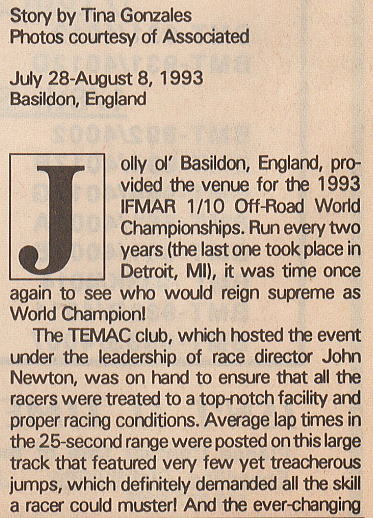 Story by Tina Gonzales
Photos courtesy of Associated
July 28-August 8, 1993
Basildon, England
Jolly ol' Basildon, England, pro-
vided the venue for the 1993
IFMAR 1/10 Off-Road World
Championships. Run every two
years (the last one took place in
Detroit, MI), it was time once
again to see who would reign supreme as
World Champion!
The TEMAC club, which hosted the event
under the leadership of race director John
Newton, was on hand to ensure that all the
racers were treated to a top-notch facility and
proper racing conditions. Average lap times in
the 25-second range were posted on this large
track that featured very few yet treacherous
jumps, which definitely demanded all the skill
a racer could muster! And the ever-changing